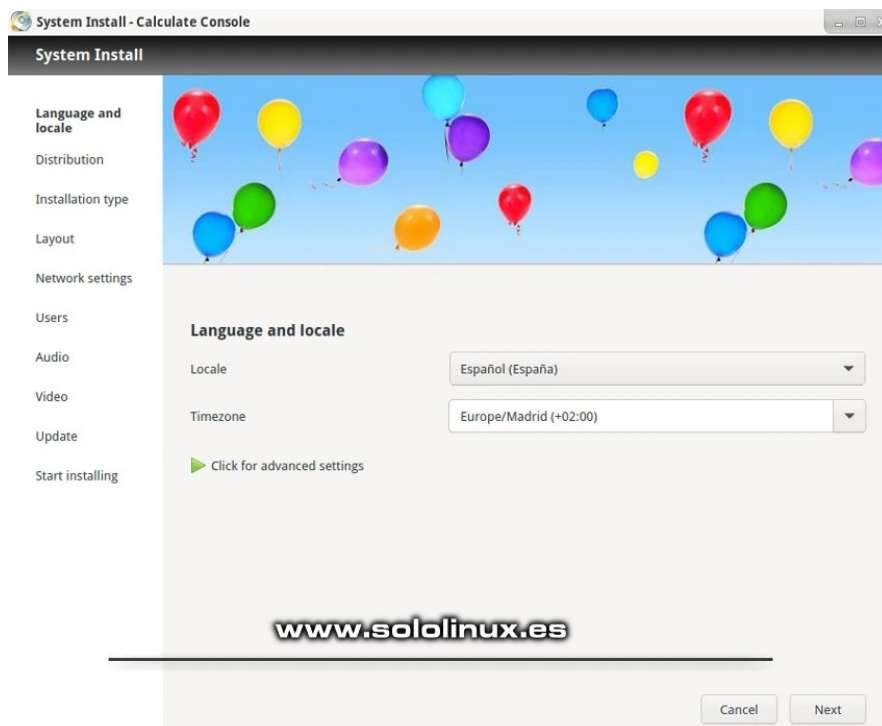 System Install - Calculate Console
System Install
Language and
locale
Distribution
Installation type
Layout
Network settings
Users
Audio
Video
Update
Start installing
Language and locale
Locale
Español (España)
Timezone
Europe/Madrid (+02:00)
Click for advanced settings
www.sololinux.es
Cancel
Next